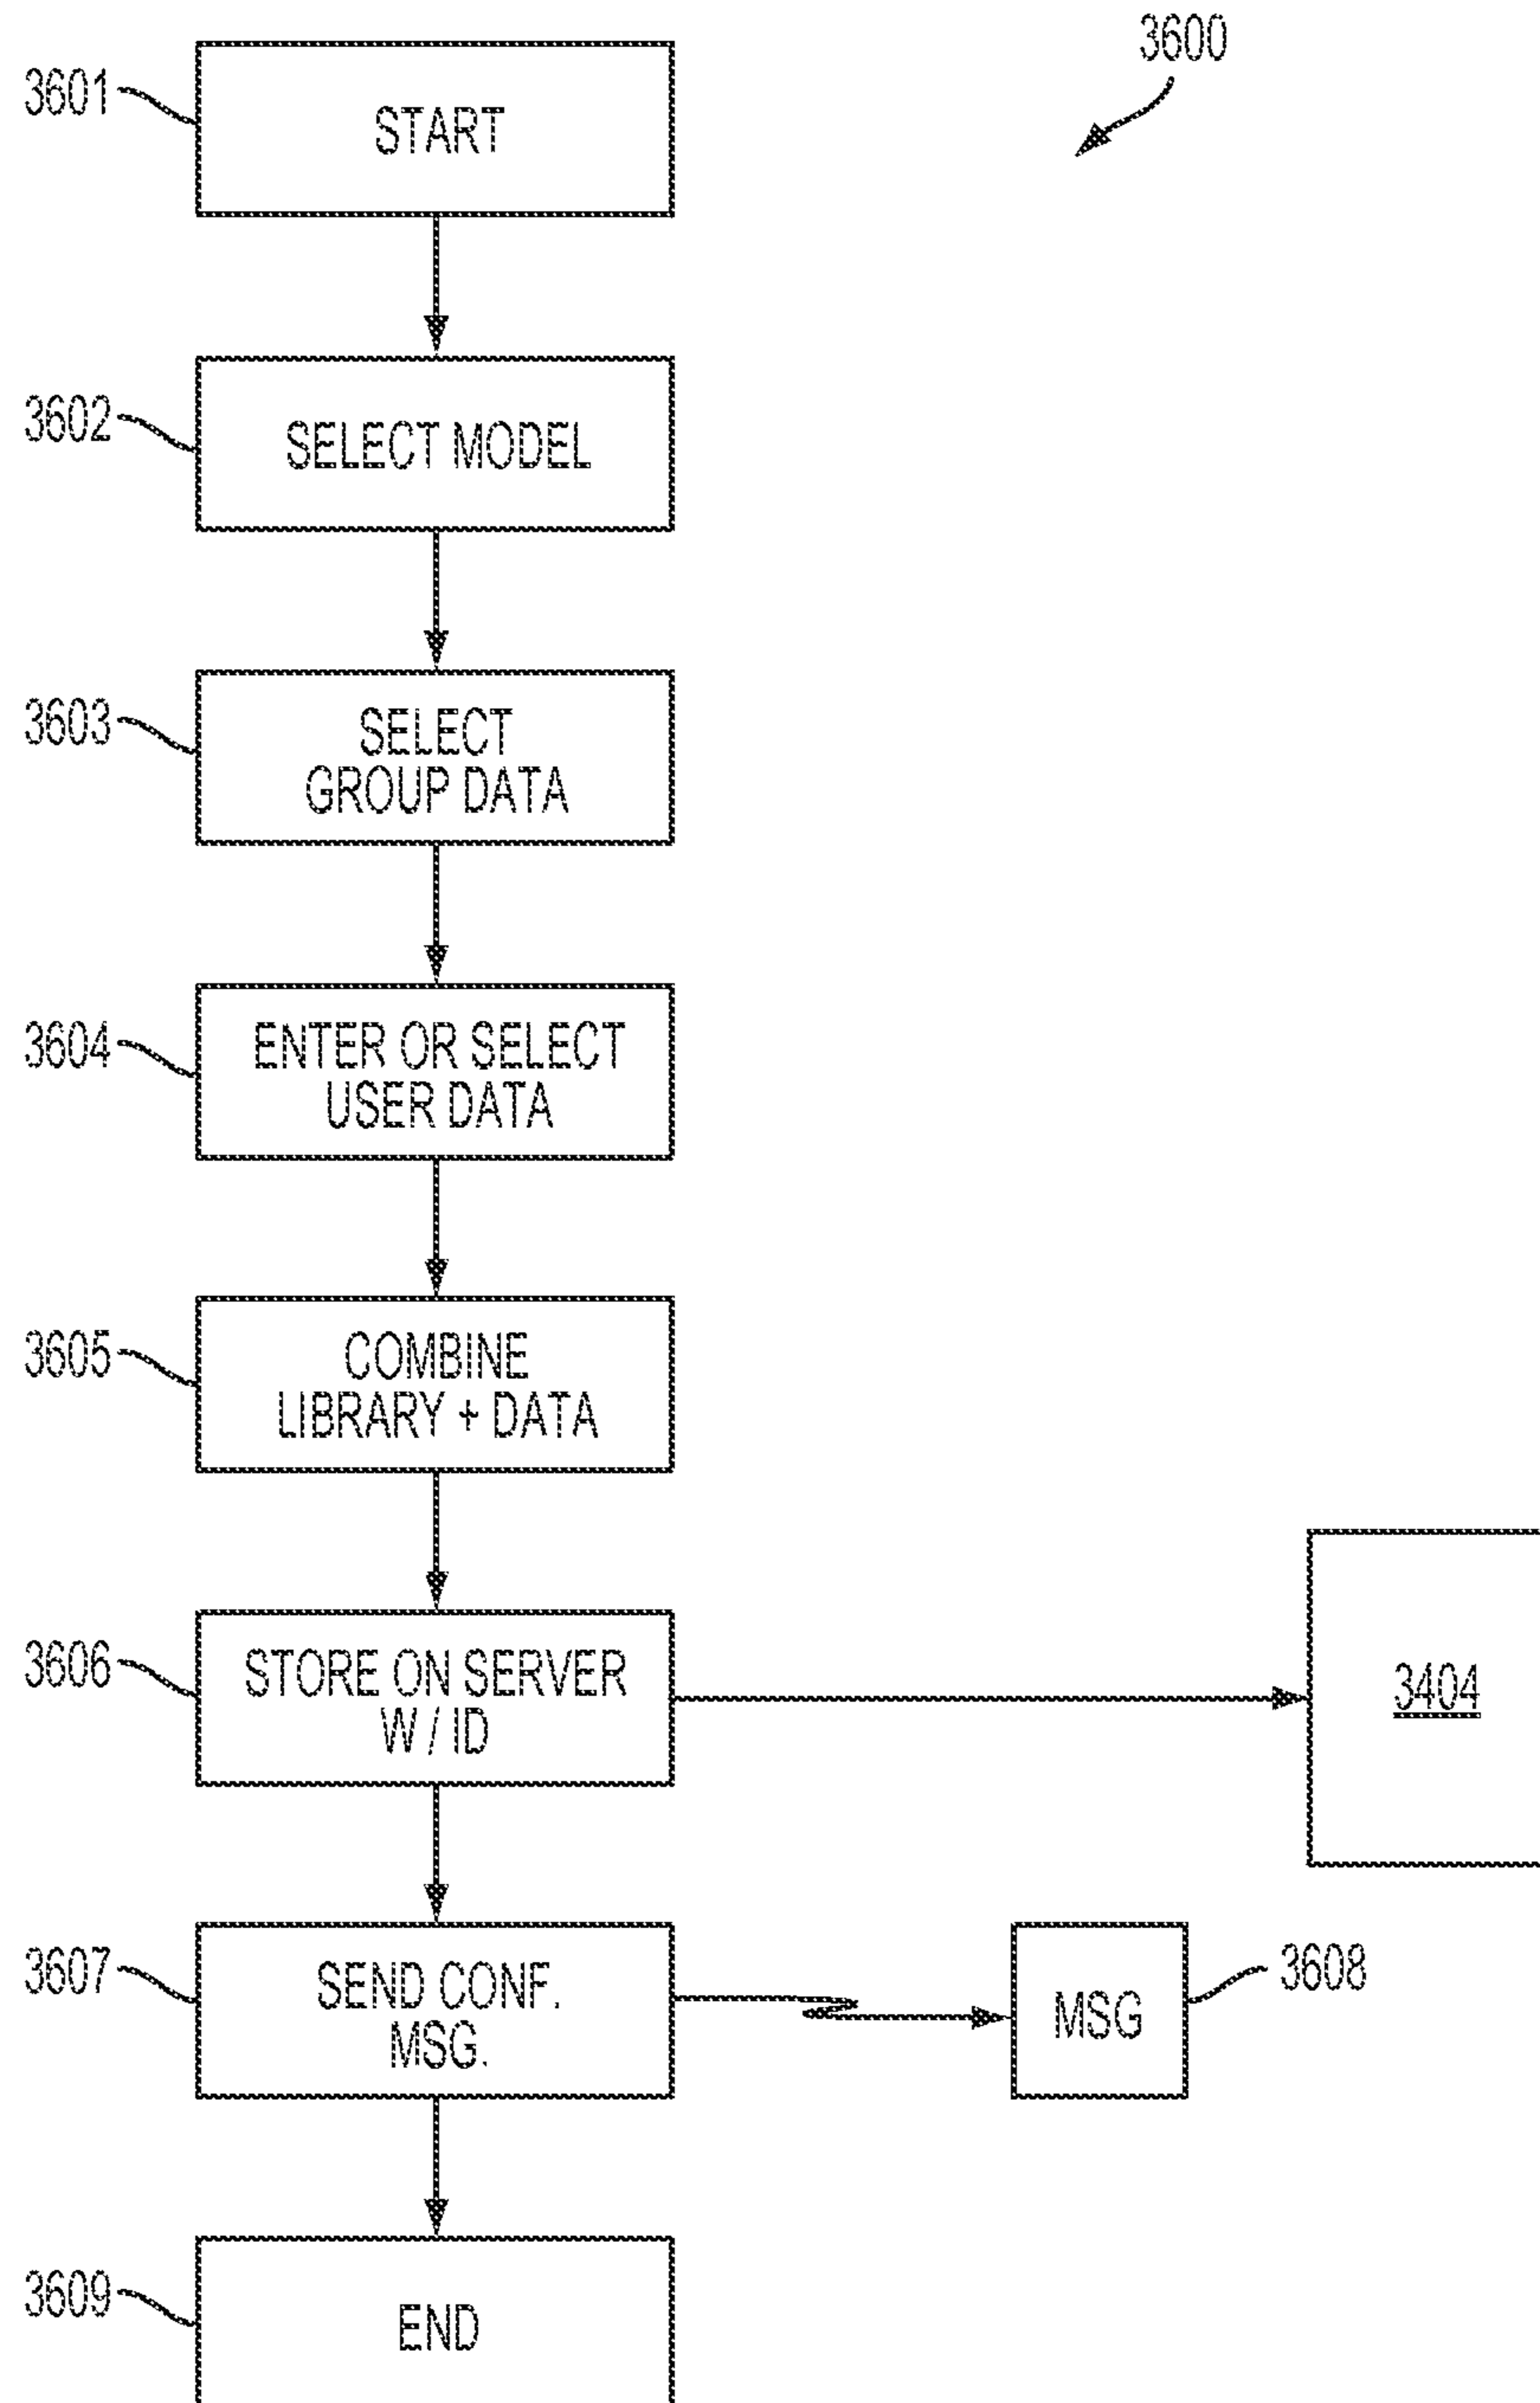 3600
3601
START
3602
SELECT MODEL
3603
SELECT
GROUP DATA
3604
ENTER OR SELECT
USER DATA
3605
COMBINE
LIBRARY + DATA
3606
STORE ON SERVER
W / ID
3404
3607
SEND CONF.
MSG.
MSG
3608
3609
END